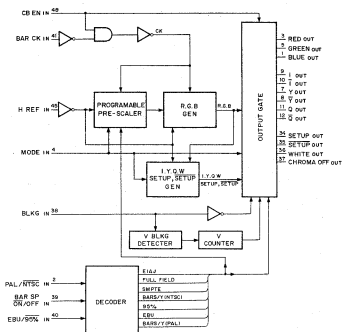 CB EN IN 48
BAR CK IN 41
CK
H REF IN 46
PROGRAMABLE
PRE-SCALER
R.G.B
GEN
R.G.B
MODE IN 4
I.Y.Q.W
SETUP, SETUP
GEN
I.Y.Q.W
SETUP, SETUP
OUTPUT GATE
3 RED OUT
5 GREEN OUT
1 BLUE OUT
9 I OUT
10 I OUT
7 Y OUT
8 Y OUT
11 Q OUT
12 Q OUT
34 SETUP OUT
35 SETUP OUT
36 WHITE OUT
37 CHROMA OFF OUT
BLKG IN 38
V BLKG
DETECTER
V
COUNTER
PAL/NTSC IN 2
BAR SP
ON/OFF IN 39
EBU/95% IN 40
DECODER
EIAJ
FULL FIELD
SMPTE
BARS/Y(NTSC)
95%
EBU
BARS/Y(PAL)